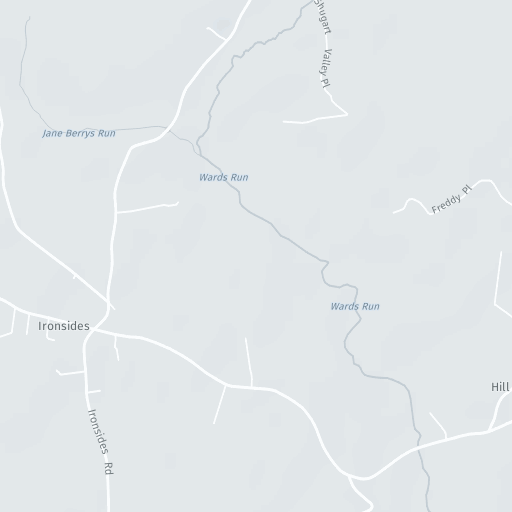 Shugart Valley Pl
Jane Berrys Run
Wards Run
Freddy Pl
Wards Run
Ironsides
Hill
Ironsides Rd